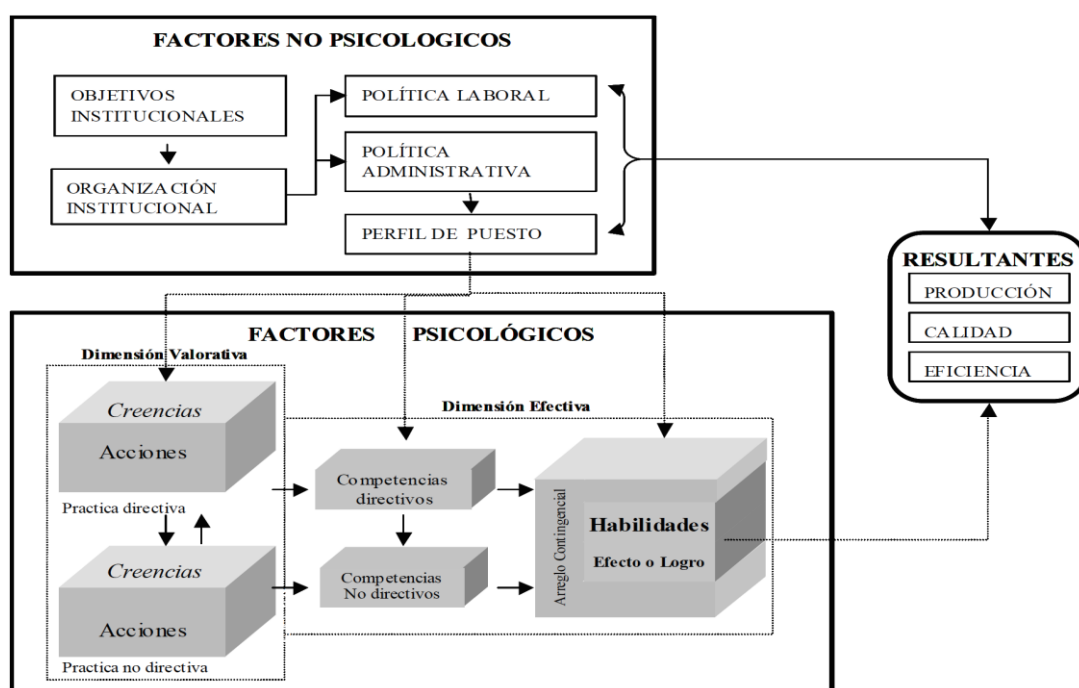 FACTORES NO PSICOLOGICOS
OBJETIVOS
INSTITUCIONALES
ORGANIZACIÓN
INSTITUCIONAL
POLÍTICA LABORAL
POLÍTICA
ADMINISTRATIVA
PERFIL DE PUESTO
RESULTANTES
PRODUCCIÓN
CALIDAD
EFICIENCIA
FACTORES PSICOLÓGICOS
Dimensión Valorativa
Creencias
Acciones
Practica directiva
Creencias
Acciones
Practica no directiva
Dimensión Efectiva
Competencias
directivos
Competencias
No directivos
Arreglo Contingencial
Habilidades
Efecto o Logro